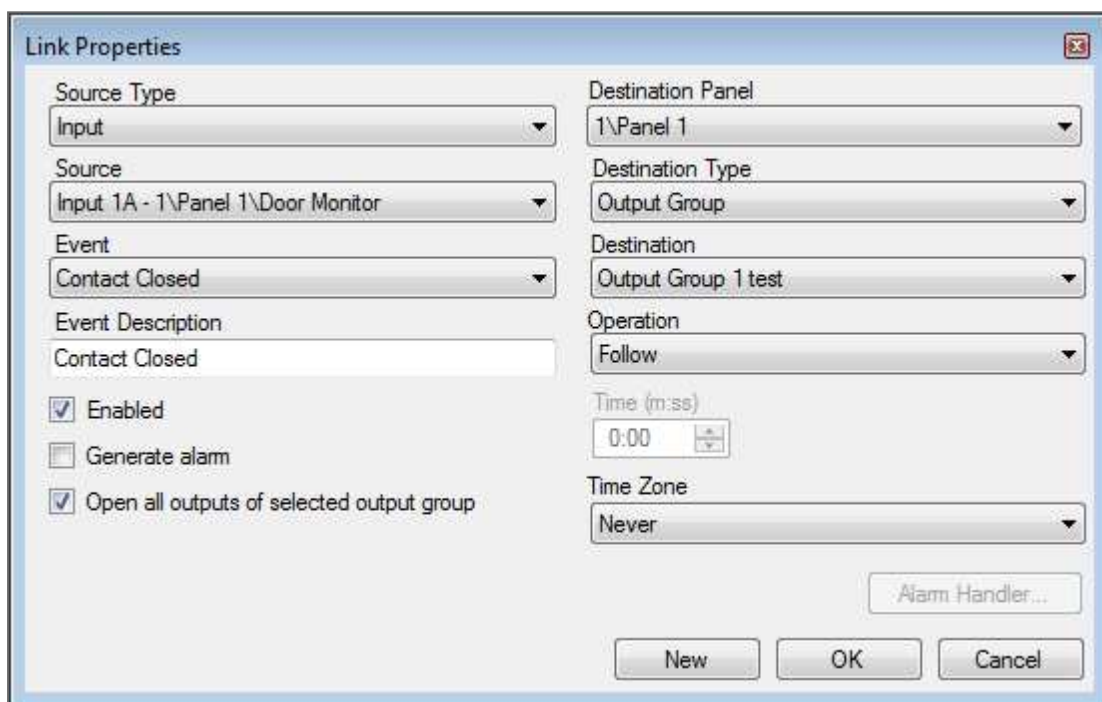 Link Properties
Source Type
Input
Source
Input 1A - 1\Panel 1\Door Monitor
Event
Contact Closed
Event Description
Contact Closed
Enabled
Generate alarm
Open all outputs of selected output group
Destination Panel
1\Panel 1
Destination Type
Output Group
Destination
Output Group 1 test
Operation
Follow
Time (m:ss)
0:00
Time Zone
Never
Alarm Handler...
New
OK
Cancel